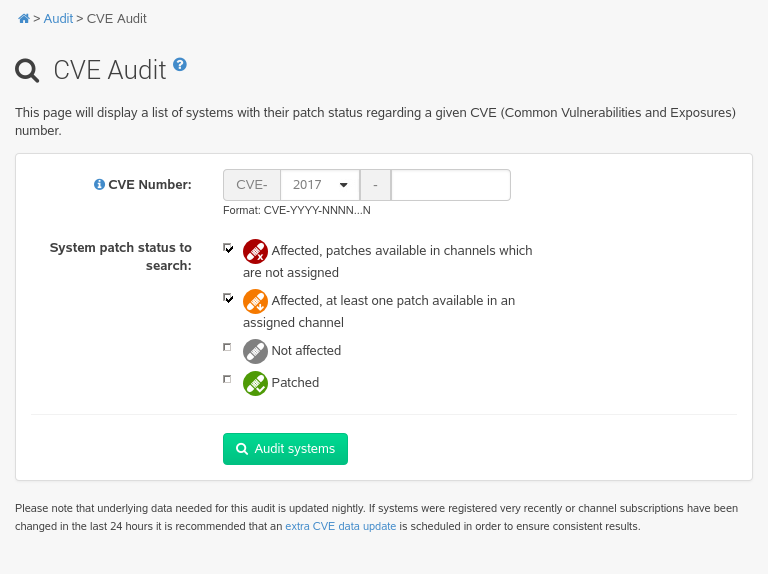 > Audit > CVE Audit
CVE Audit ?
This page will display a list of systems with their patch status regarding a given CVE (Common Vulnerabilities and Exposures)
number.
CVE Number: CVE- 2017 -
Format: CVE-YYYY-NNNN...N
System patch status to
search:
Affected, patches available in channels which
are not assigned
Affected, at least one patch available in an
assigned channel
Not affected
Patched
Audit systems
Please note that underlying data needed for this audit is updated nightly. If systems were registered very recently or channel subscriptions have been
changed in the last 24 hours it is recommended that an extra CVE data update is scheduled in order to ensure consistent results.